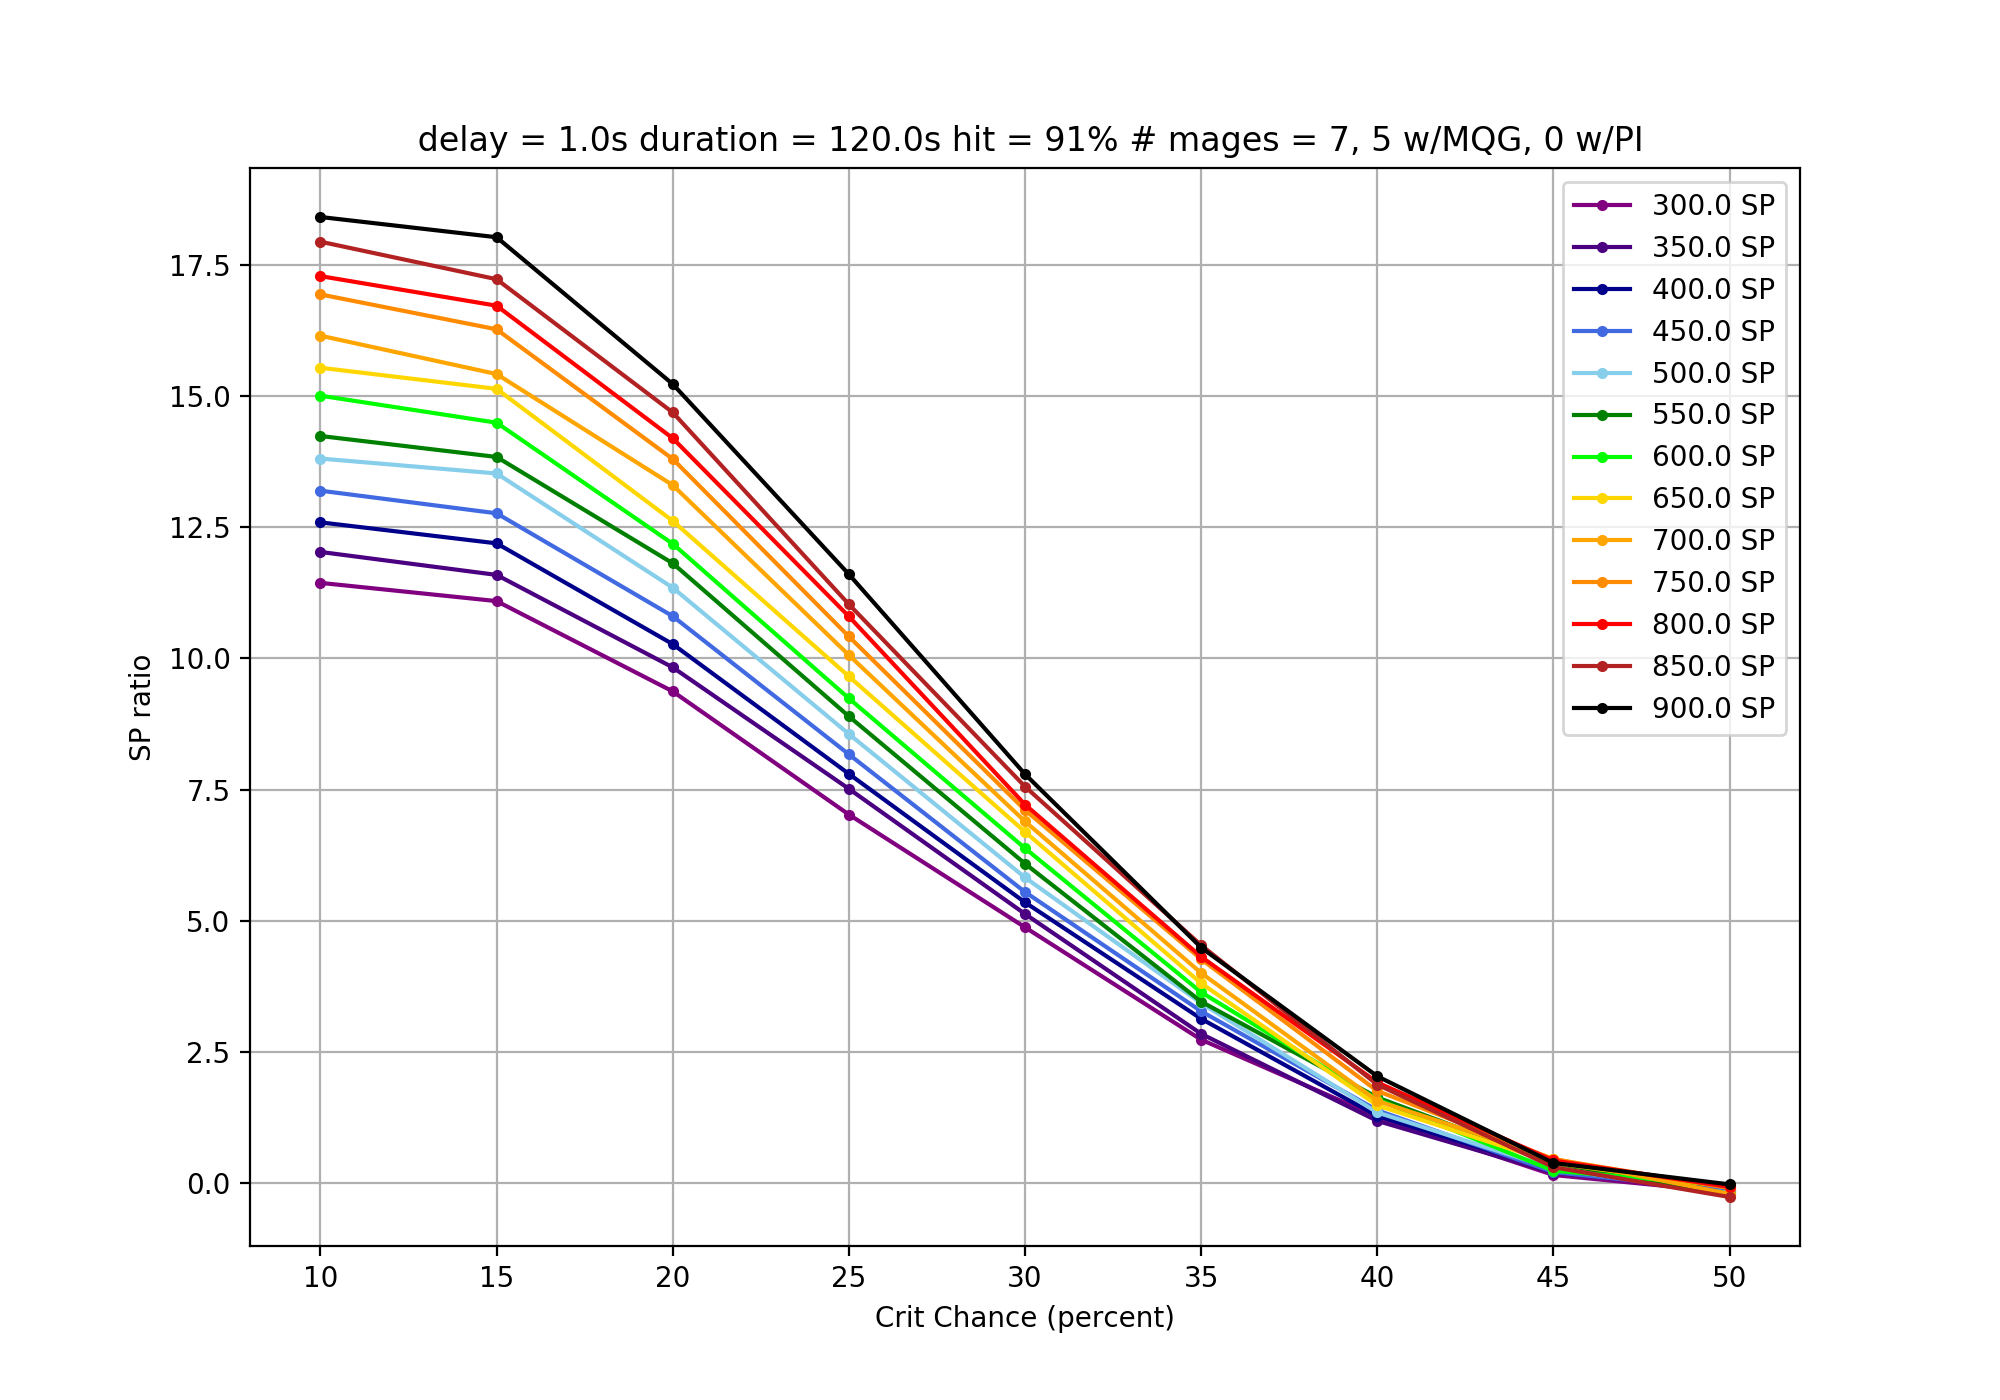 delay = 1.0s duration = 120.0s hit = 91% # mages = 7, 5 w/MQG, 0 w/PI
300.0 SP
350.0 SP
400.0 SP
450.0 SP
500.0 SP
550.0 SP
600.0 SP
650.0 SP
700.0 SP
750.0 SP
800.0 SP
850.0 SP
900.0 SP
SP ratio
17.5
15.0
12.5
10.0
7.5
5.0
2.5
0.0
10 15 20 25 30 35 40 45 50
Crit Chance (percent)